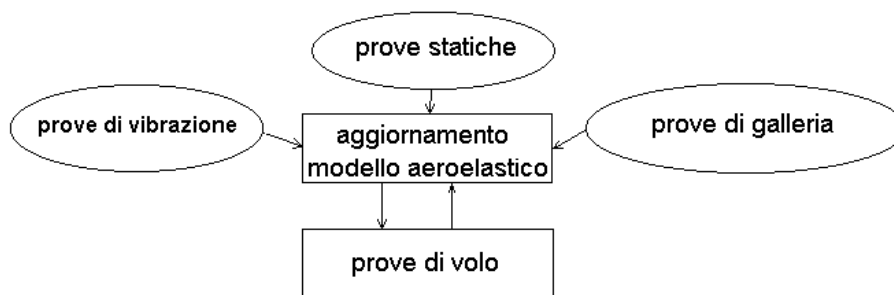 prove statiche
prove di vibrazione
prove di galleria
aggiornamento
modello aeroelastico
prove di volo